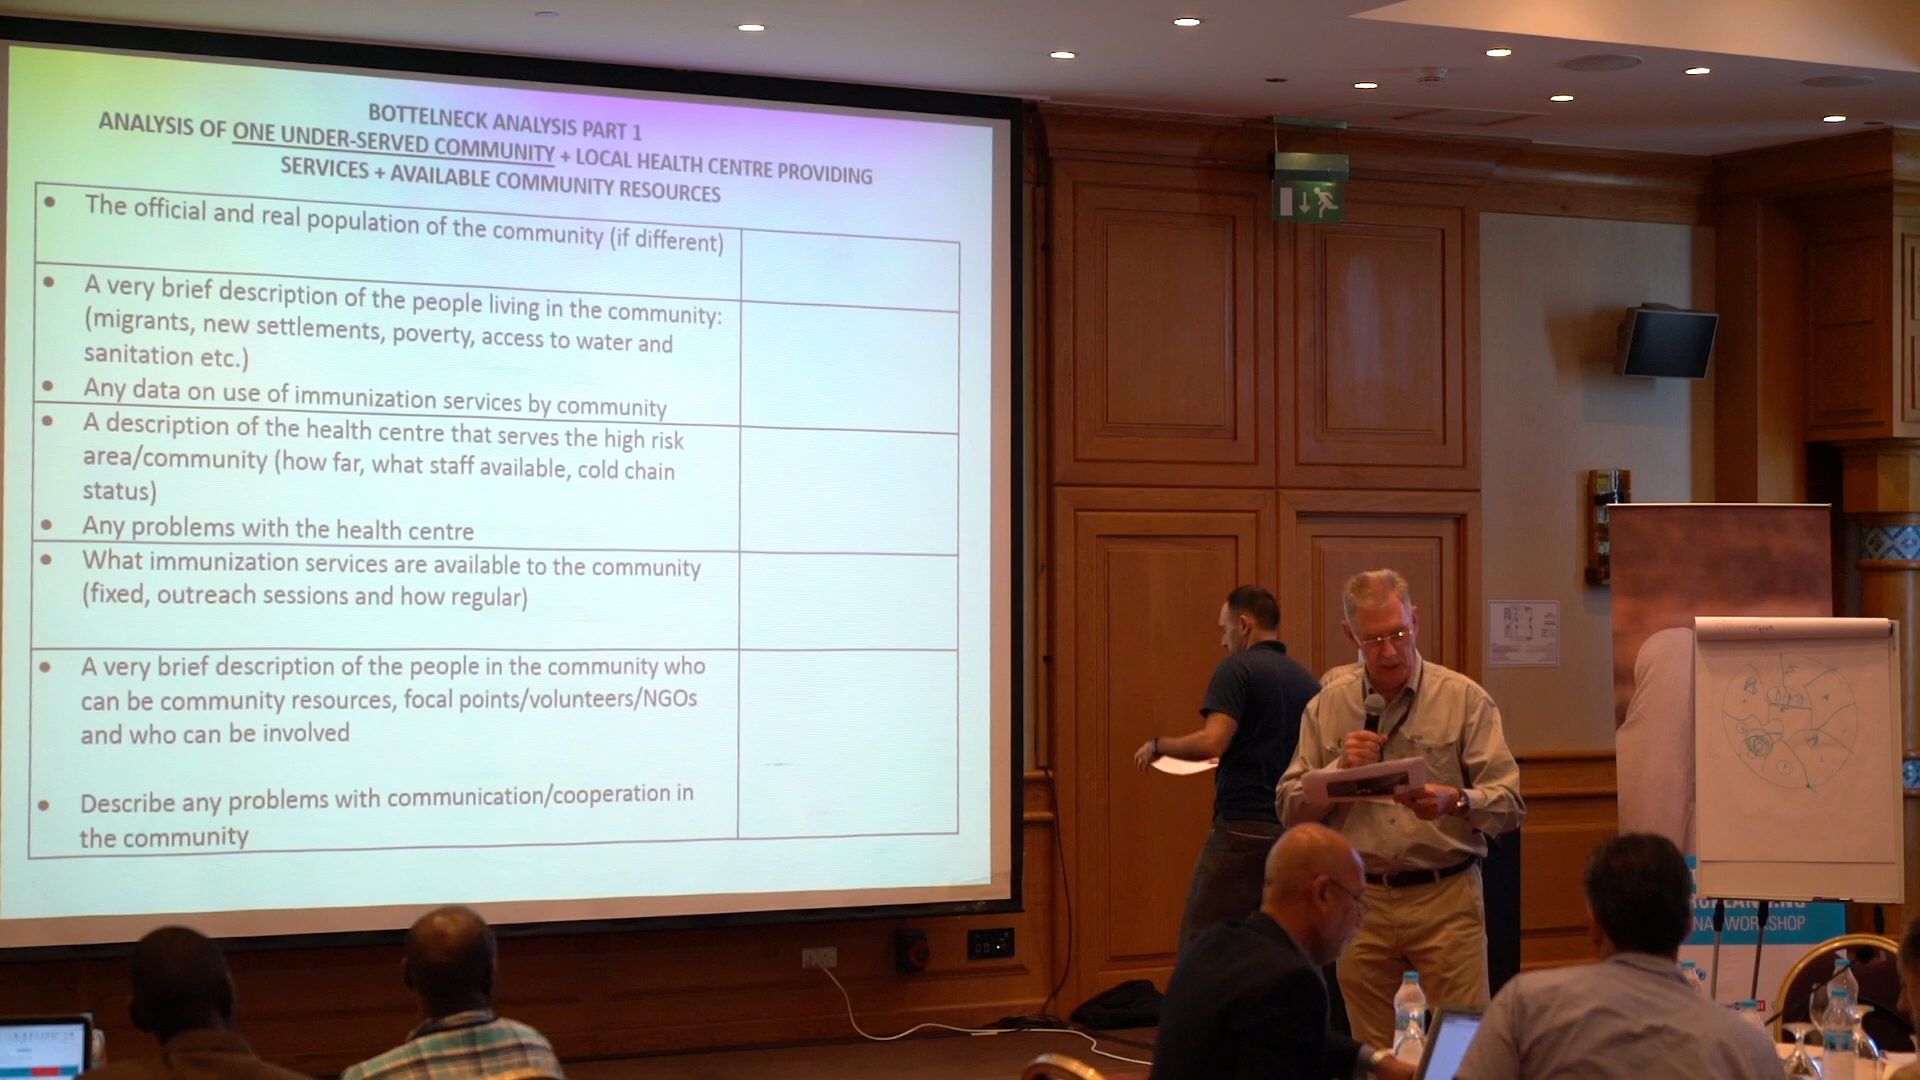 BOTTELNECK ANALYSIS PART 1
ANALYSIS OF ONE UNDER-SERVED COMMUNITY + LOCAL HEALTH CENTRE PROVIDING
SERVICES + AVAILABLE COMMUNITY RESOURCES
• The official and real population of the community (if different)
• A very brief description of the people living in the community:
(migrants, new settlements, poverty, access to water and
sanitation etc.)
• Any data on use of immunization services by community
• A description of the health centre that serves the high risk
area/community (how far, what staff available, cold chain
status)
• Any problems with the health centre
• What immunization services are available to the community
(fixed, outreach sessions and how regular)
• A very brief description of the people in the community who
can be community resources, focal points/volunteers/NGOs
and who can be involved
• Describe any problems with communication/cooperation in
the community
WORKSHOP